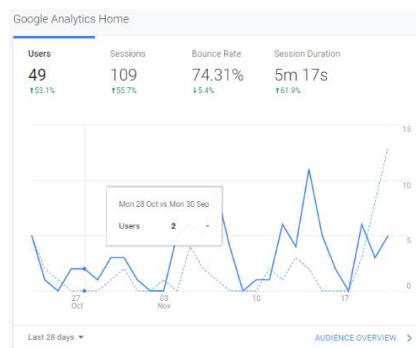 Google Analytics Home
Users Sessions Bounce Rate Session Duration
49 109 74.31% 5m 17s
↑53.1% ↑55.7% ↓5.4% ↑61.9%
15
10
Mon 28 Oct vs Mon 30 Sep
Users 2 -
5
0
27 03 10 17
Oct Nov
Last 28 days
AUDIENCE OVERVIEW